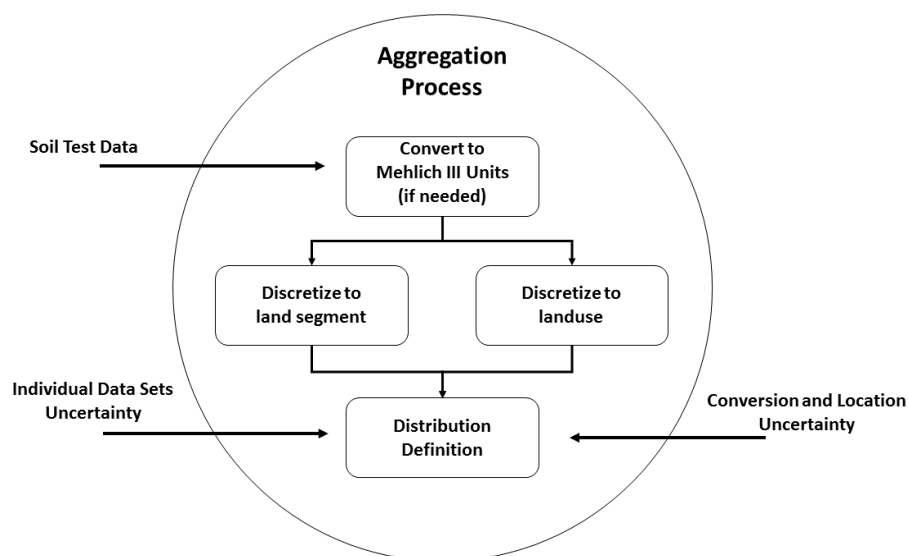 Aggregation
Process
Soil Test Data
Convert to
Mehlich III Units
(if needed)
Discretize to
land segment
Discretize to
landuse
Individual Data Sets
Uncertainty
Distribution
Definition
Conversion and Location
Uncertainty